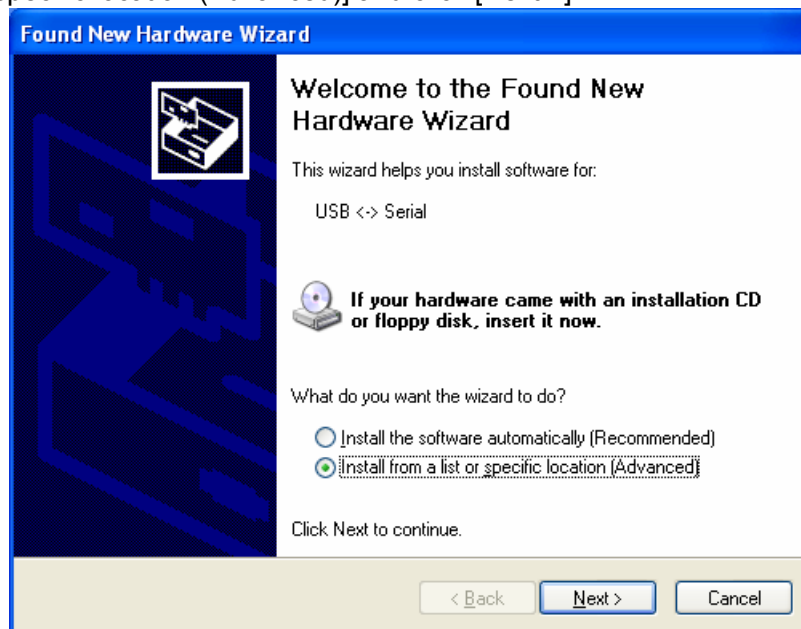 Found New Hardware Wizard
Welcome to the Found New
Hardware Wizard
This wizard helps you install software for:
USB <-> Serial
If your hardware came with an installation CD
or floppy disk, insert it now.
What do you want the wizard to do?
Install the software automatically (Recommended)
Install from a list or specific location (Advanced)
Click Next to continue.
< Back
Next >
Cancel